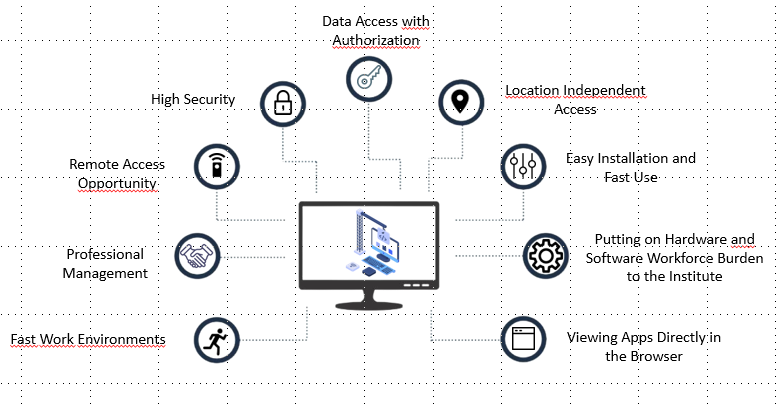 Data Access with
Authorization
High Security
Location Independent
Access
Remote Access
Opportunity
Easy Installation and
Fast Use
Professional
Management
Putting on Hardware and
Software Workforce Burden
to the Institute
Fast Work Environments
Viewing Apps Directly in
the Browser